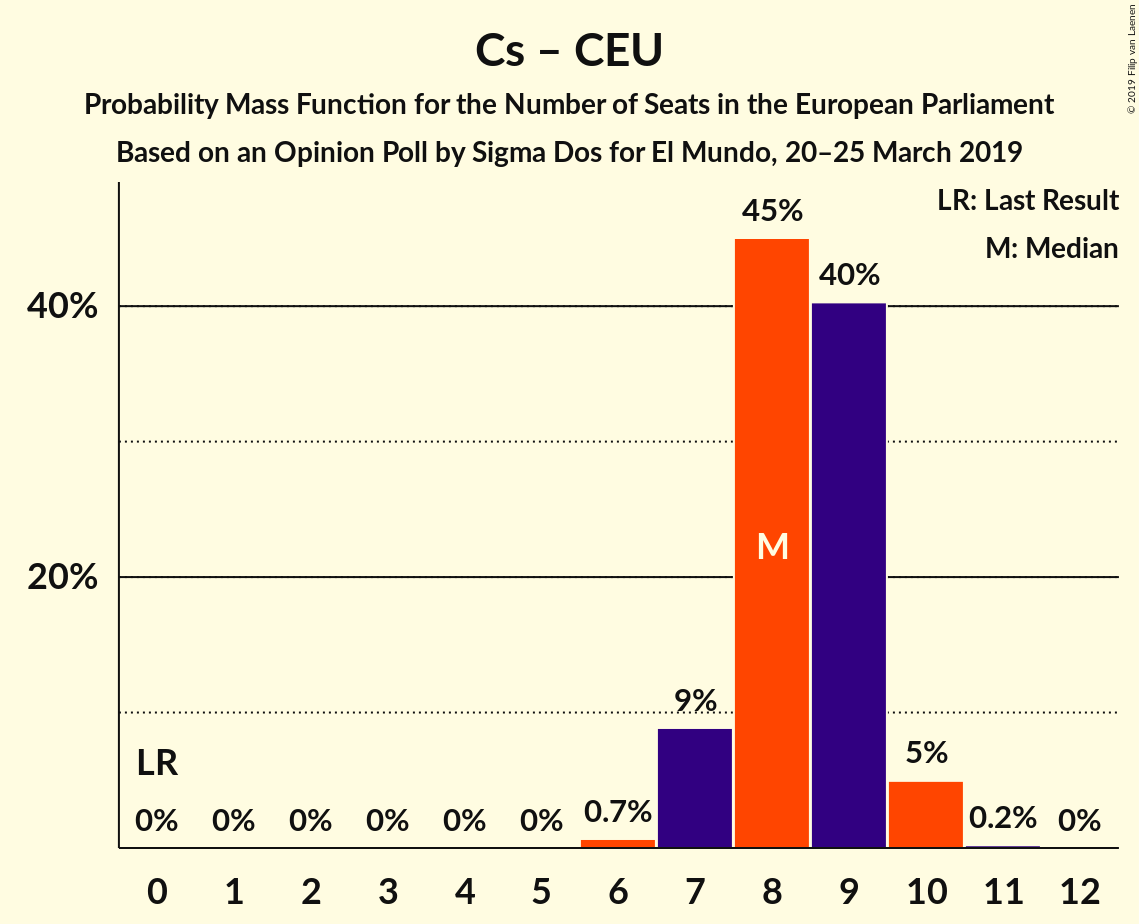 Cs – CEU
Probability Mass Function for the Number of Seats in the European Parliament
Based on an Opinion Poll by Sigma Dos for El Mundo, 20–25 March 2019
© 2019 Filip van Laenen
LR: Last Result
M: Median
45%
40%
40%
M
20%
9%
LR
5%
0% 0% 0% 0% 0% 0% 0.7% 0.2% 0%
0 1 2 3 4 5 6 7 8 9 10 11 12